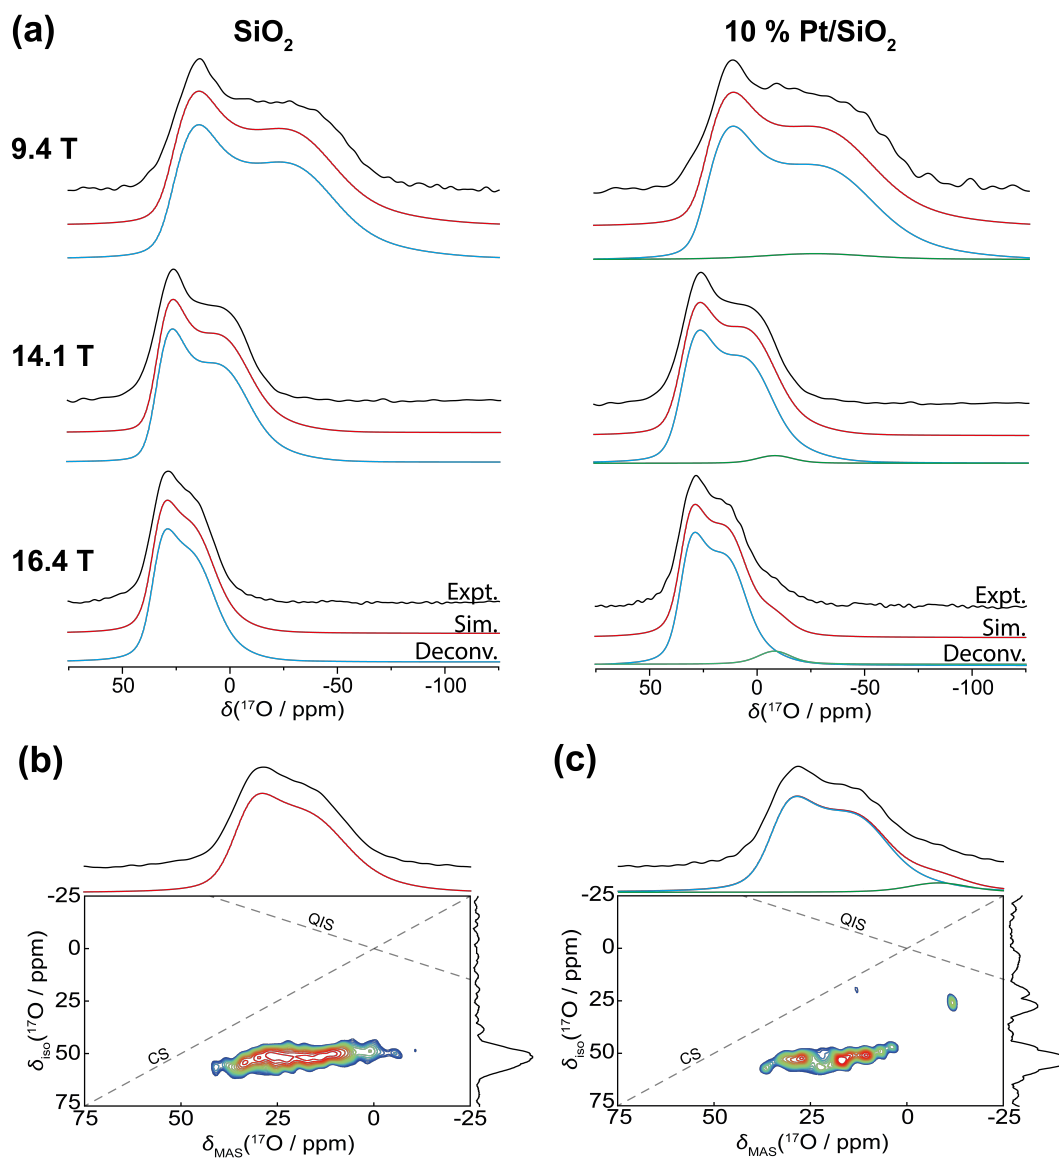 (a) SiO₂ 10 % Pt/SiO₂
9.4 T
14.1 T
16.4 T
Expt. Expt.
Sim. Sim.
Deconv. Deconv.
50 0 -50 -100 50 0 -50 -100
δ(¹⁷O / ppm) δ(¹⁷O / ppm)
(b) (c)
-25 -25
QIS QIS
0 0
25 25
50 50
CS CS
75 75
δiso(¹⁷O / ppm) δiso(¹⁷O / ppm)
75 50 25 0 -25 75 50 25 0 -25
δMAS(¹⁷O / ppm) δMAS(¹⁷O / ppm)